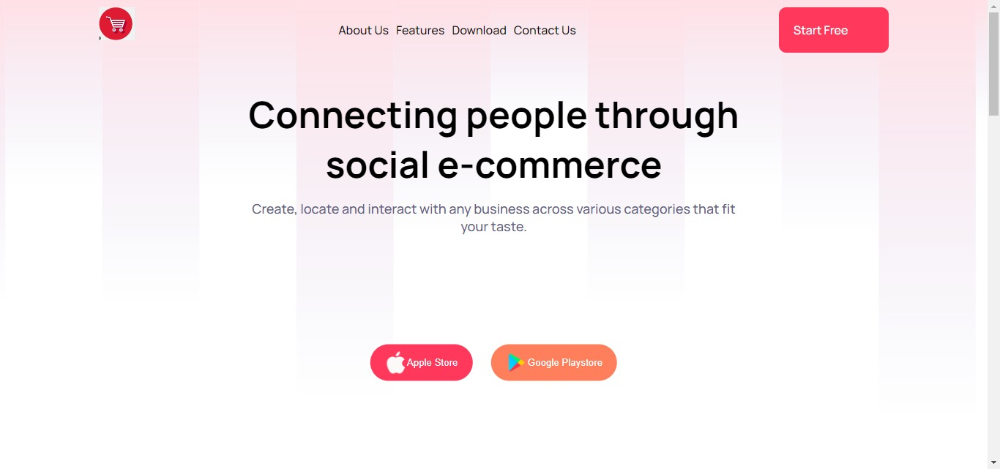 About Us Features Download Contact Us
Start Free
Connecting people through
social e-commerce
Create, locate and interact with any business across various categories that fit
your taste.
Apple Store
Google Playstore